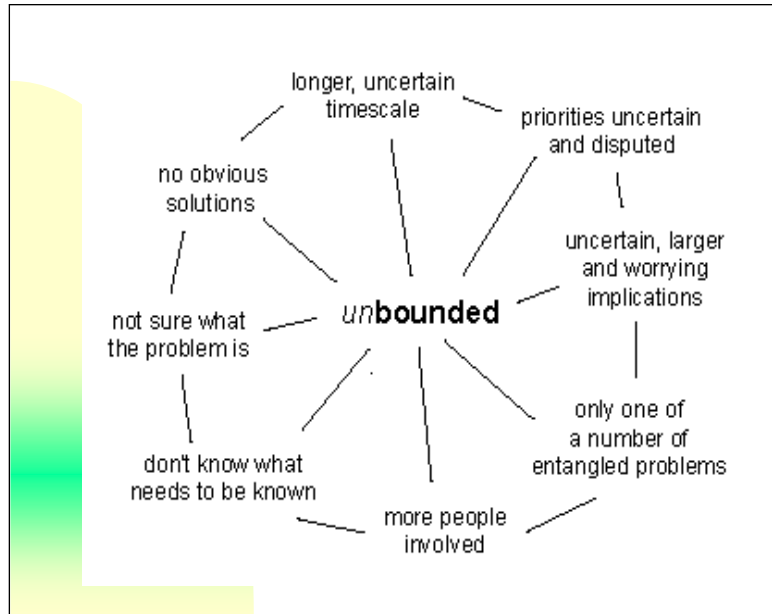 longer, uncertain
timescale
priorities uncertain
and disputed
no obvious
solutions
uncertain, larger
and worrying
implications
unbounded
not sure what
the problem is
only one of
a number of
entangled problems
don't know what
needs to be known
more people
involved